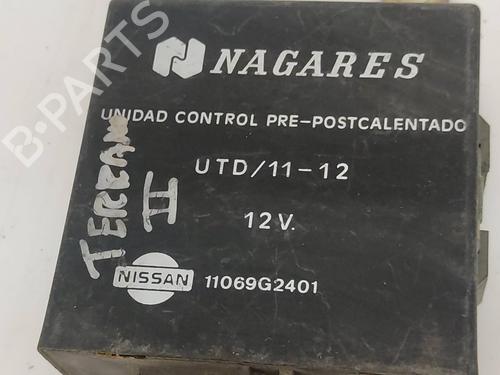 NAGARES
UNIDAD CONTROL PRE-POSTCALENTADO
UTD/11-12
12V.
TERRANO
II
NISSAN 11069G2401
B-PARTS